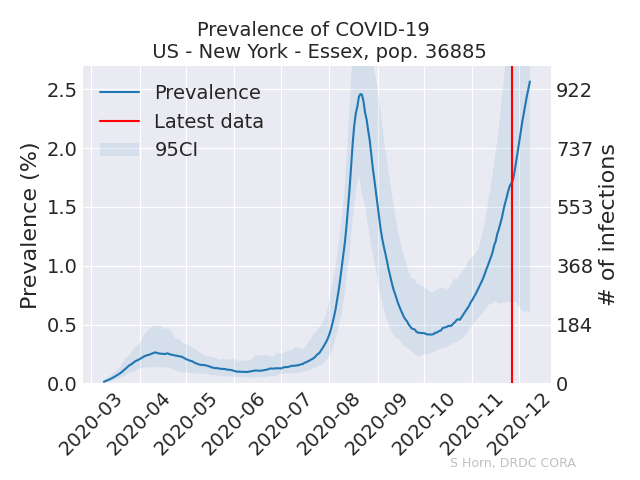 Prevalence of COVID-19
US - New York - Essex, pop. 36885
Prevalence
Latest data
95CI
Prevalence (%)
2.5
2.0
1.5
1.0
0.5
0.0
922
737
553
368
184
0
# of infections
2020-03
2020-04
2020-05
2020-06
2020-07
2020-08
2020-09
2020-10
2020-11
2020-12
S Horn, DRDC CORA